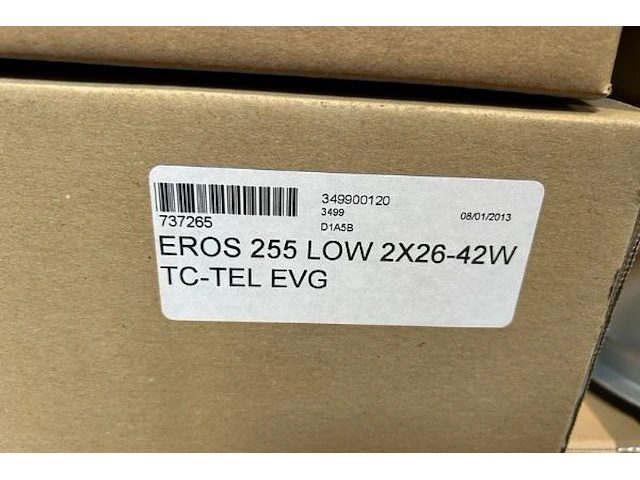 737265
349900120
3499
D1A5B
08/01/2013
EROS 255 LOW 2X26-42W
TC-TEL EVG